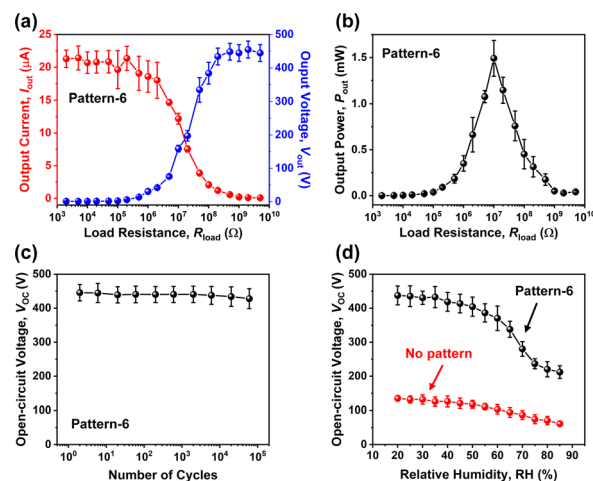 (a)
Output Current, Iout (μA)
25
20
15
10
5
0
Pattern-6
500
400
300
200
100
0
Ouput Voltage, Vout (V)
10³ 10⁴ 10⁵ 10⁶ 10⁷ 10⁸ 10⁹ 10¹⁰
Load Resistance, Rload (Ω)
(b)
Output Power, Pout (mW)
1.5
1.0
0.5
0.0
Pattern-6
10³ 10⁴ 10⁵ 10⁶ 10⁷ 10⁸ 10⁹ 10¹⁰
Load Resistance, Rload (Ω)
(c)
Open-circuit Voltage, VOC (V)
500
400
300
200
100
0
Pattern-6
10⁰ 10¹ 10² 10³ 10⁴ 10⁵
Number of Cycles
(d)
Open-circuit Voltage, VOC (V)
500
400
300
200
100
0
Pattern-6
No pattern
10 20 30 40 50 60 70 80 90
Relative Humidity, RH (%)